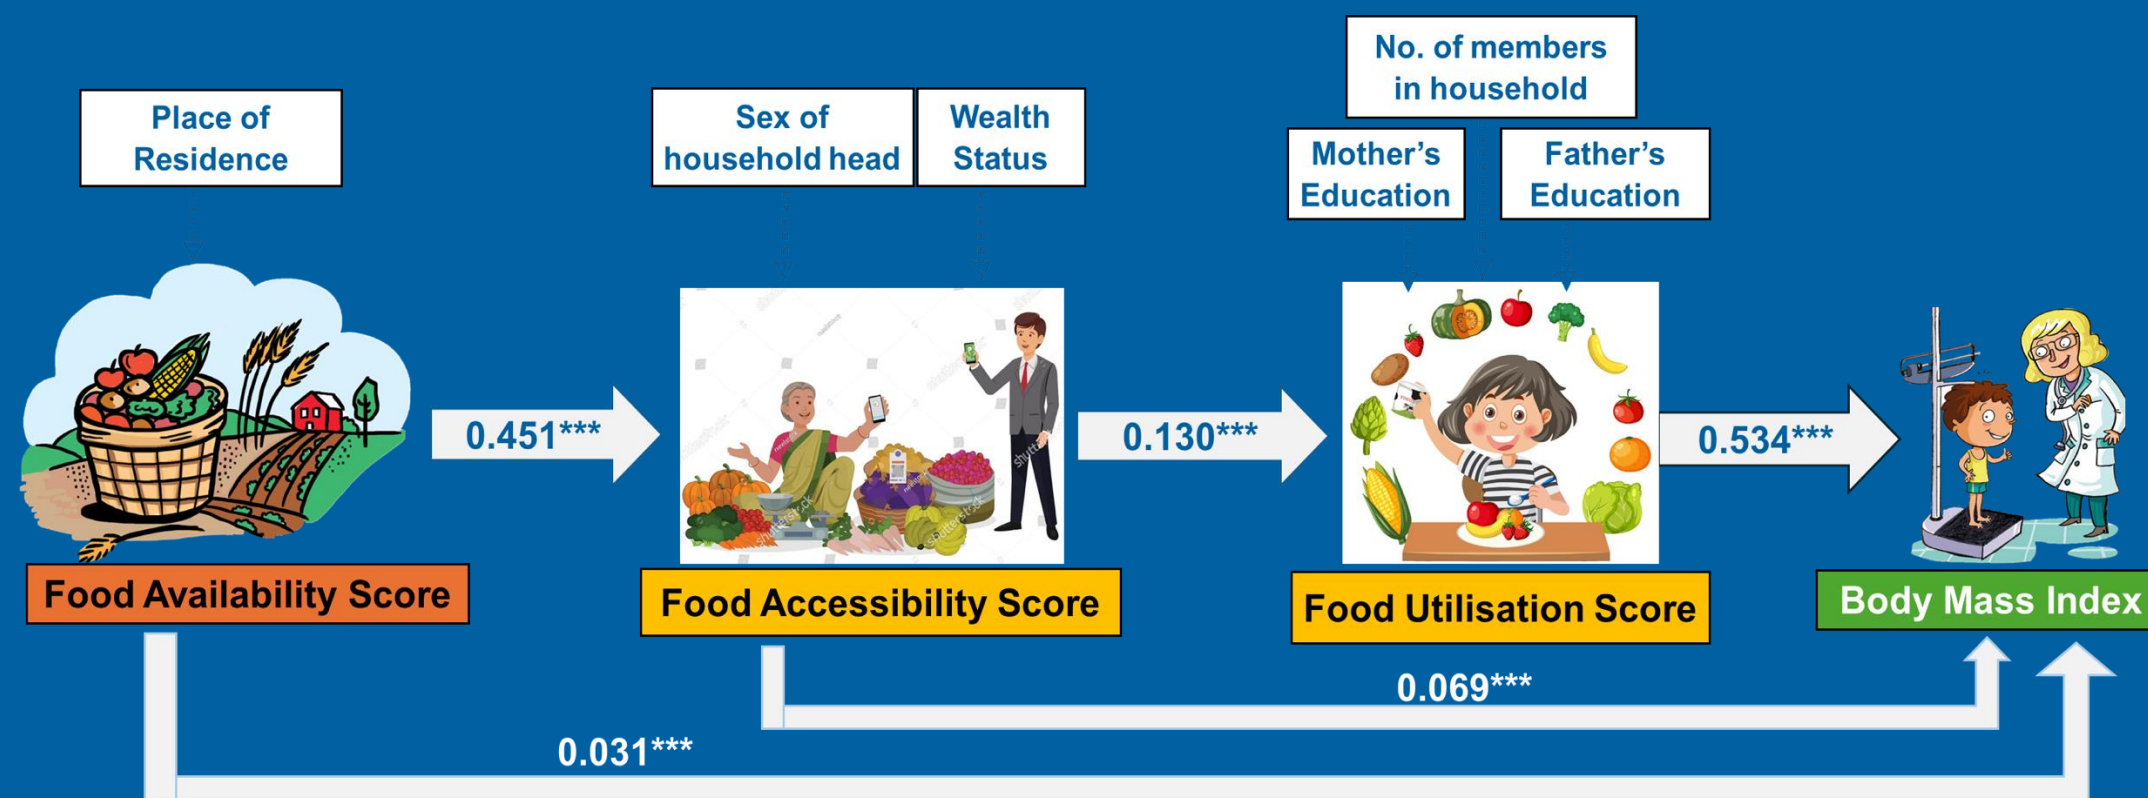 No. of members
in household
Place of
Residence
Sex of
household head
Wealth
Status
Mother's
Education
Father's
Education
0.451***
0.130***
0.534***
Food Availability Score
Food Accessibility Score
Food Utilisation Score
Body Mass Index
0.069***
0.031***
shutterstock
shutterstock